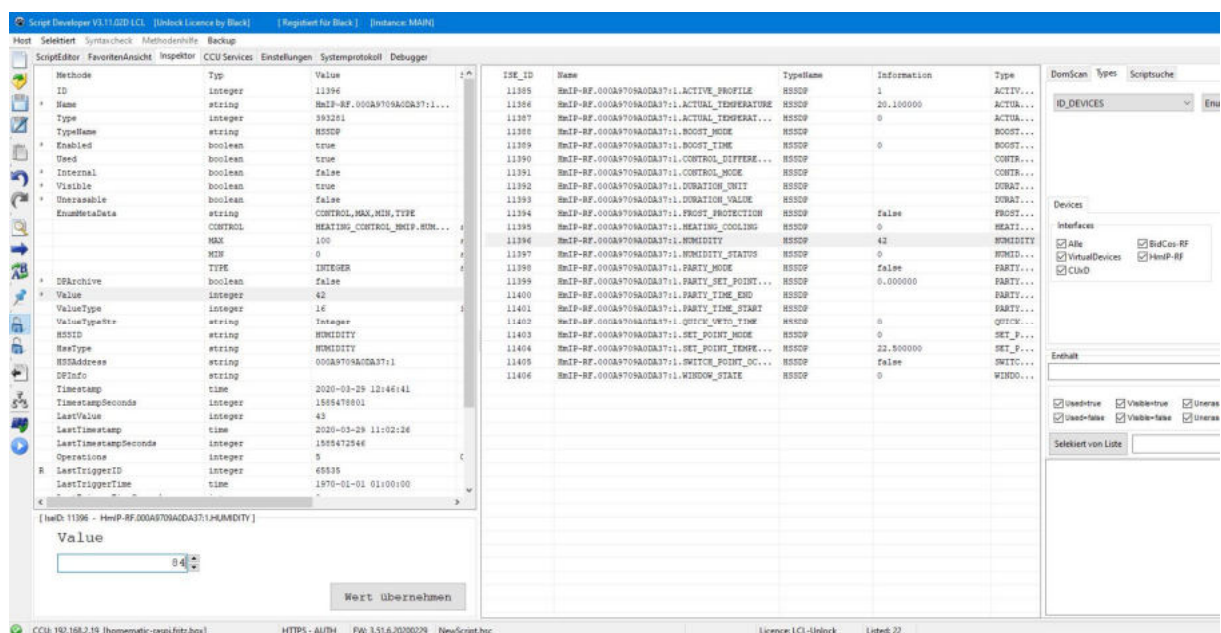 Script Developer V3.11.02D LCL [Unlock Licence by Black] [ Registiert für Black ] [Instance: MAIN]
Host Selektiert Syntaxcheck Methodenhilfe Backup
ScriptEditor FavoritenAnsicht Inspektor CCU Services Einstellungen Systemprotokoll Debugger
Methode Typ Value
ID integer 11396
* Name string HmIP-RF.000A9709A0DA37:1...
Type integer 393281
TypeName string HSSDP
* Enabled boolean true
Used boolean true
* Internal boolean false
* Visible boolean true
* Unerasable boolean false
EnumMetaData string CONTROL,MAX,MIN,TYPE
CONTROL HEATING_CONTROL_HMIP.HUM...
MAX 100
MIN 0
TYPE INTEGER
* DPArchive boolean false
* Value integer 42
ValueType integer 16
ValueTypeStr string Integer
HSSID string HUMIDITY
HssType string HUMIDITY
HSSAddress string 000A9709A0DA37:1
DPInfo string
Timestamp time 2020-03-29 12:46:41
TimestampSeconds integer 1585478801
LastValue integer 43
LastTimestamp time 2020-03-29 11:02:26
LastTimestampSeconds integer 1585472546
Operations integer 5
R LastTriggerID integer 65535
LastTriggerTime time 1970-01-01 01:00:00
[ IseID: 11396 - HmIP-RF.000A9709A0DA37:1.HUMIDITY ]
Value
84
Wert übernehmen
ISE_ID Name TypeName Information Type
11385 HmIP-RF.000A9709A0DA37:1.ACTIVE_PROFILE HSSDP 1 ACTIV...
11386 HmIP-RF.000A9709A0DA37:1.ACTUAL_TEMPERATURE HSSDP 20.100000 ACTUA...
11387 HmIP-RF.000A9709A0DA37:1.ACTUAL_TEMPERAT... HSSDP 0 ACTUA...
11388 HmIP-RF.000A9709A0DA37:1.BOOST_MODE HSSDP BOOST...
11389 HmIP-RF.000A9709A0DA37:1.BOOST_TIME HSSDP 0 BOOST...
11390 HmIP-RF.000A9709A0DA37:1.CONTROL_DIFFERE... HSSDP CONTR...
11391 HmIP-RF.000A9709A0DA37:1.CONTROL_MODE HSSDP CONTR...
11392 HmIP-RF.000A9709A0DA37:1.DURATION_UNIT HSSDP DURAT...
11393 HmIP-RF.000A9709A0DA37:1.DURATION_VALUE HSSDP DURAT...
11394 HmIP-RF.000A9709A0DA37:1.FROST_PROTECTION HSSDP false FROST...
11395 HmIP-RF.000A9709A0DA37:1.HEATING_COOLING HSSDP 0 HEATI...
11396 HmIP-RF.000A9709A0DA37:1.HUMIDITY HSSDP 42 HUMIDITY
11397 HmIP-RF.000A9709A0DA37:1.HUMIDITY_STATUS HSSDP 0 HUMID...
11398 HmIP-RF.000A9709A0DA37:1.PARTY_MODE HSSDP false PARTY...
11399 HmIP-RF.000A9709A0DA37:1.PARTY_SET_POINT... HSSDP 0.000000 PARTY...
11400 HmIP-RF.000A9709A0DA37:1.PARTY_TIME_END HSSDP PARTY...
11401 HmIP-RF.000A9709A0DA37:1.PARTY_TIME_START HSSDP PARTY...
11402 HmIP-RF.000A9709A0DA37:1.QUICK_VETO_TIME HSSDP 0 QUICK...
11403 HmIP-RF.000A9709A0DA37:1.SET_POINT_MODE HSSDP 0 SET_P...
11404 HmIP-RF.000A9709A0DA37:1.SET_POINT_TEMPE... HSSDP 22.500000 SET_P...
11405 HmIP-RF.000A9709A0DA37:1.SWITCH_POINT_OC... HSSDP false SWITC...
11406 HmIP-RF.000A9709A0DA37:1.WINDOW_STATE HSSDP 0 WINDO...
DomScan Types Scriptsuche
ID_DEVICES Enu
Devices
Interfaces
Alle BidCos-RF
VirtualDevices HmIP-RF
CUxD
Enthält
Used=true Visible=true Uneras
Used=false Visible=false Uneras
Selekiert von Liste
CCU: 192.168.2.19 [homematic-raspi.fritz.box] HTTPS - AUTH FW: 3.51.6.20200229 NewScript.hsc Licence: LCL-Unlock Listed: 22